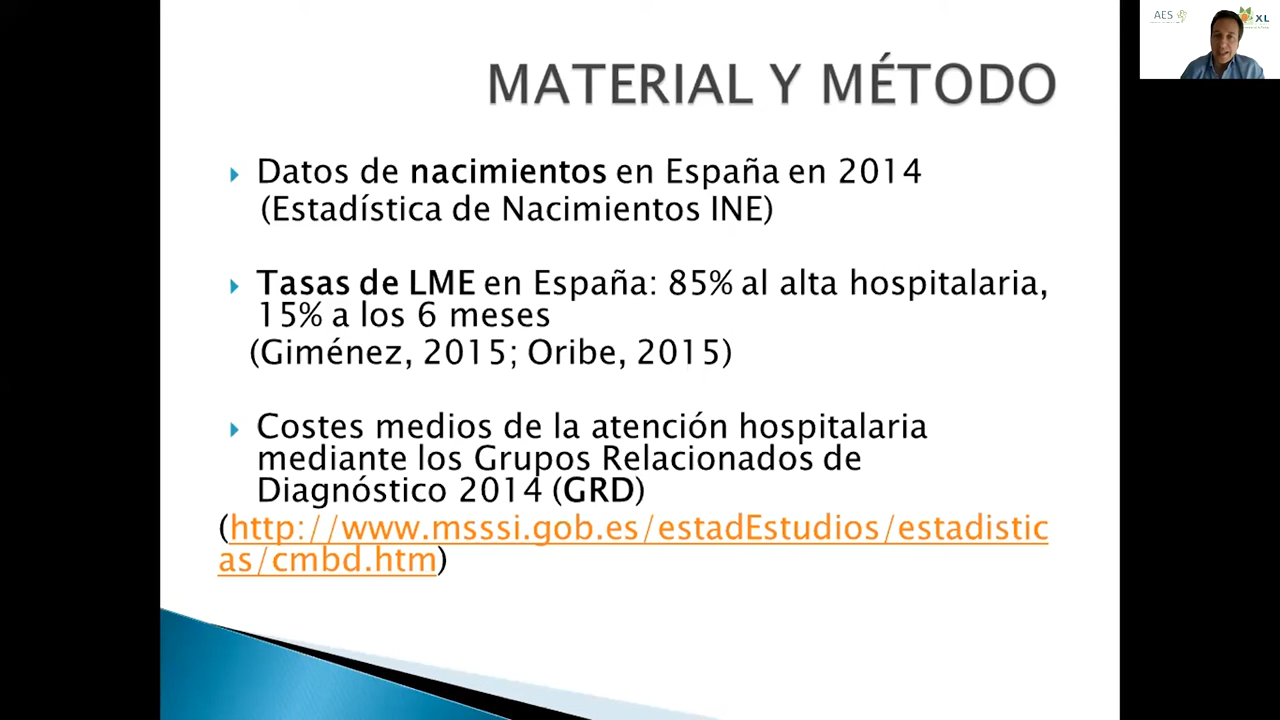 AES
XL
MATERIAL Y MÉTODO
Datos de nacimientos en España en 2014
(Estadística de Nacimientos INE)
Tasas de LME en España: 85% al alta hospitalaria,
15% a los 6 meses
(Giménez, 2015; Oribe, 2015)
Costes medios de la atención hospitalaria
mediante los Grupos Relacionados de
Diagnóstico 2014 (GRD)
(http://www.msssi.gob.es/estadEstudios/estadistic
as/cmbd.htm)